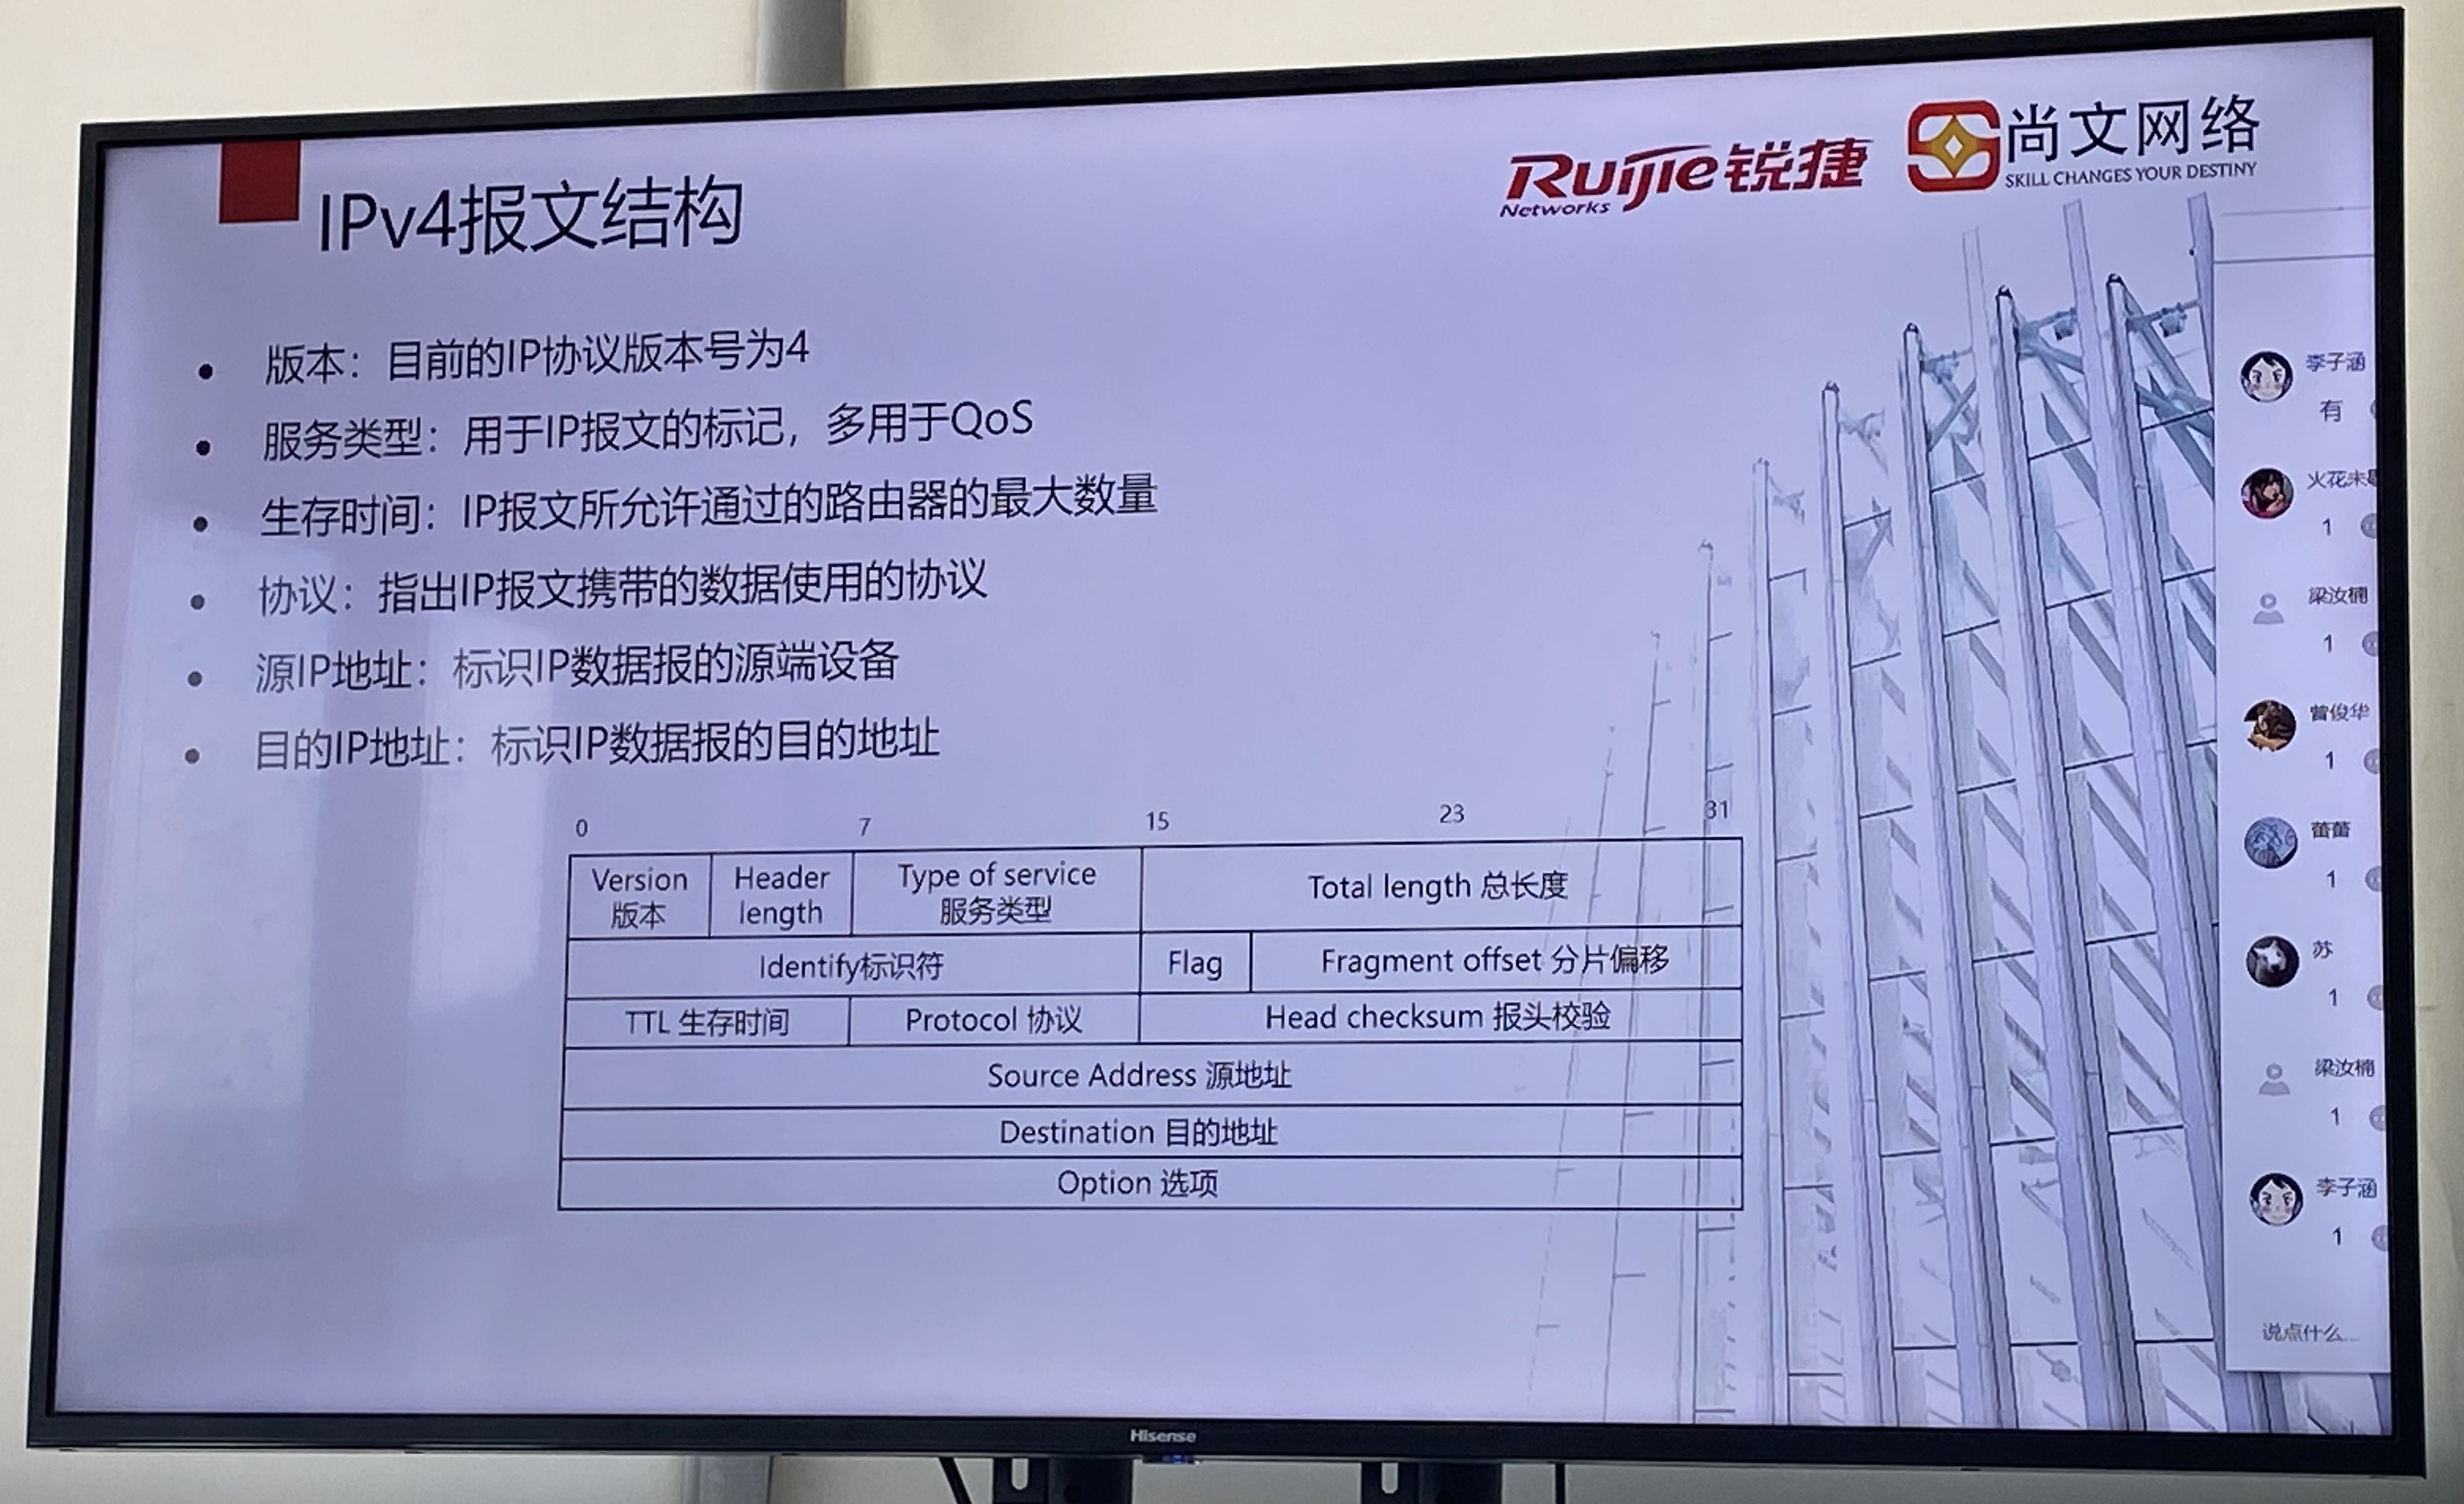 Ruijie锐捷
Networks
尚文网络
SKILL CHANGES YOUR DESTINY
IPv4报文结构
• 版本：目前的IP协议版本号为4
• 服务类型：用于IP报文的标记，多用于QoS
• 生存时间：IP报文所允许通过的路由器的最大数量
• 协议：指出IP报文携带的数据使用的协议
• 源IP地址：标识IP数据报的源端设备
• 目的IP地址：标识IP数据报的目的地址
0 7 15 23 31
Version
版本
Header
length
Type of service
服务类型
Total length 总长度
Identify标识符
Flag
Fragment offset 分片偏移
TTL 生存时间
Protocol 协议
Head checksum 报头校验
Source Address 源地址
Destination 目的地址
Option 选项
李子涵
有
火花未
1
梁汝楠
1
曾俊华
1
蕾蕾
1
苏
1
梁汝楠
1
李子涵
1
说点什么...
Hisense